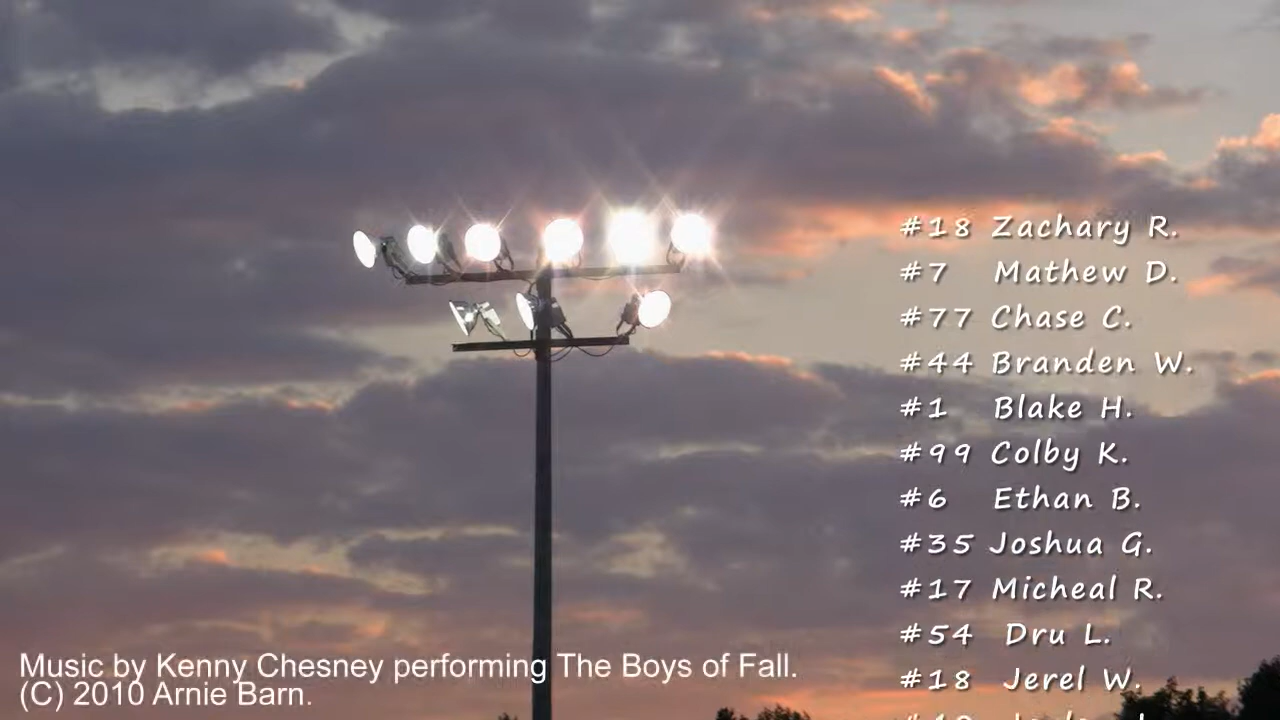 #18 Zachary R.
#7 Mathew D.
#77 Chase C.
#44 Branden W.
#1 Blake H.
#99 Colby K.
#6 Ethan B.
#35 Joshua G.
#17 Micheal R.
#54 Dru L.
#18 Jerel W.
Music by Kenny Chesney performing The Boys of Fall.
(C) 2010 Arnie Barn.